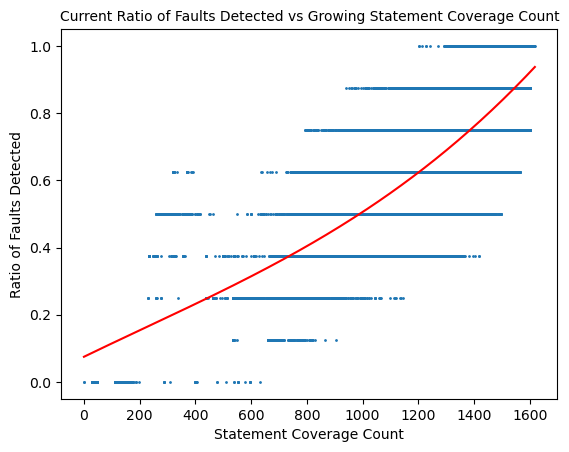 Current Ratio of Faults Detected vs Growing Statement Coverage Count
1.0
0.8
0.6
0.4
0.2
0.0
Ratio of Faults Detected
0 200 400 600 800 1000 1200 1400 1600
Statement Coverage Count